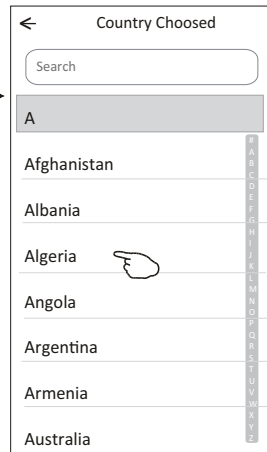 Country Choosed
Search
A
Afghanistan
Albania
Algeria
Angola
Argentina
Armenia
Australia
#
A
B
C
D
E
F
G
H
I
J
K
L
M
N
O
P
Q
R
S
T
U
V
W
X
Y
Z